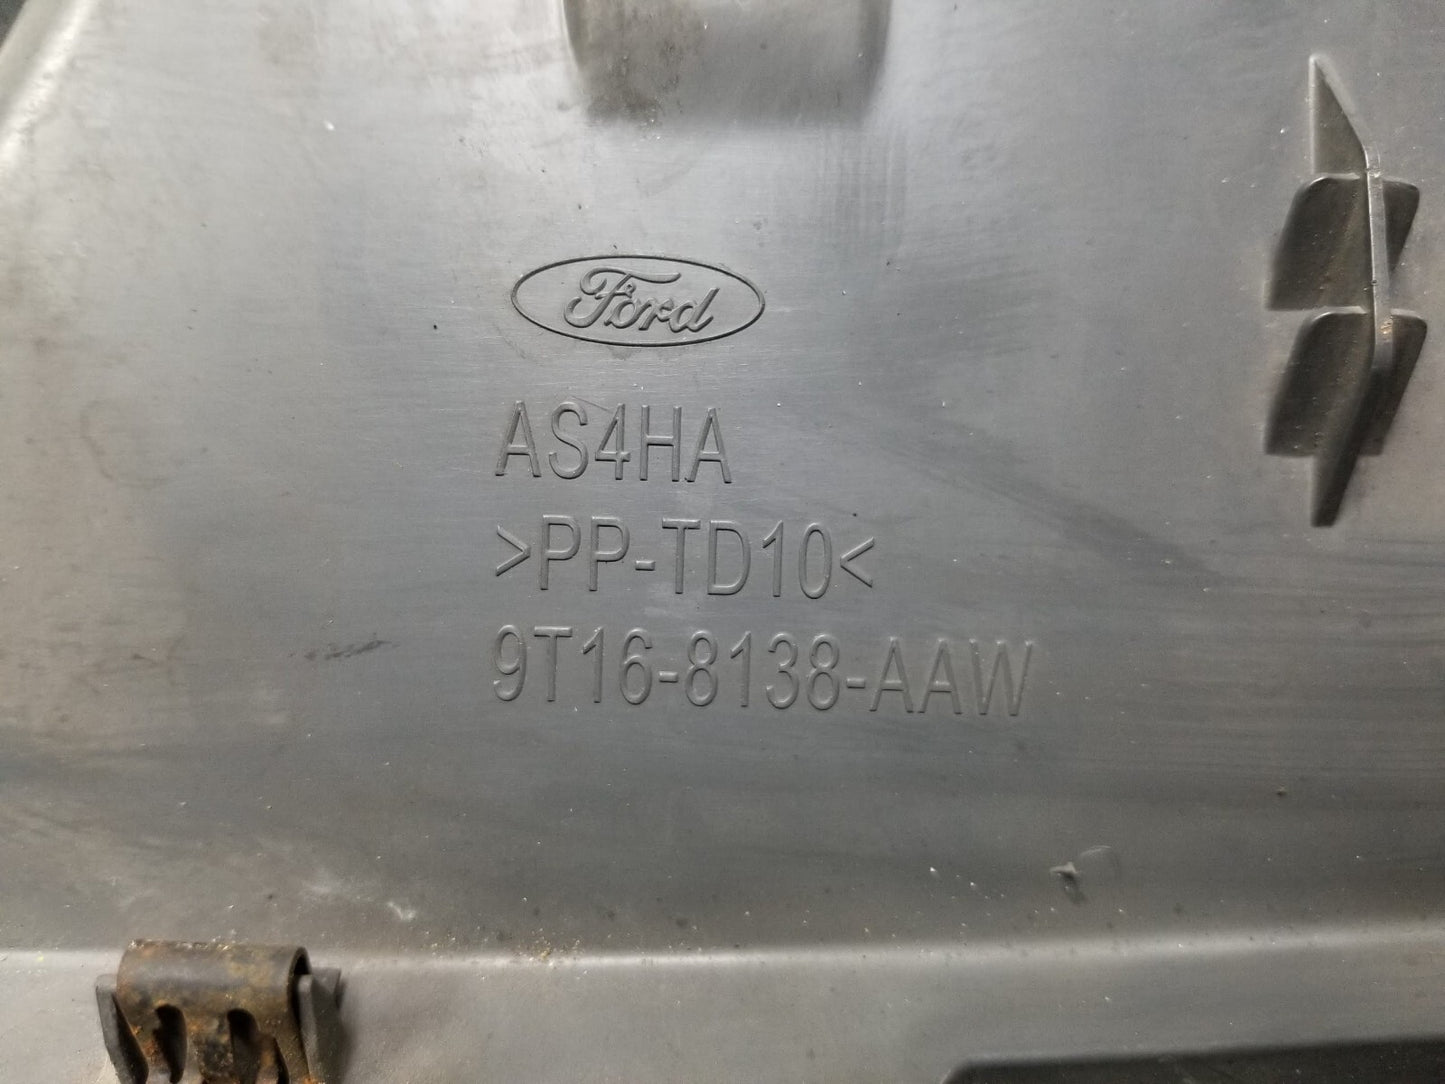 Ford
AS4HA
>PP-TD10<
9T16-8138-AAW